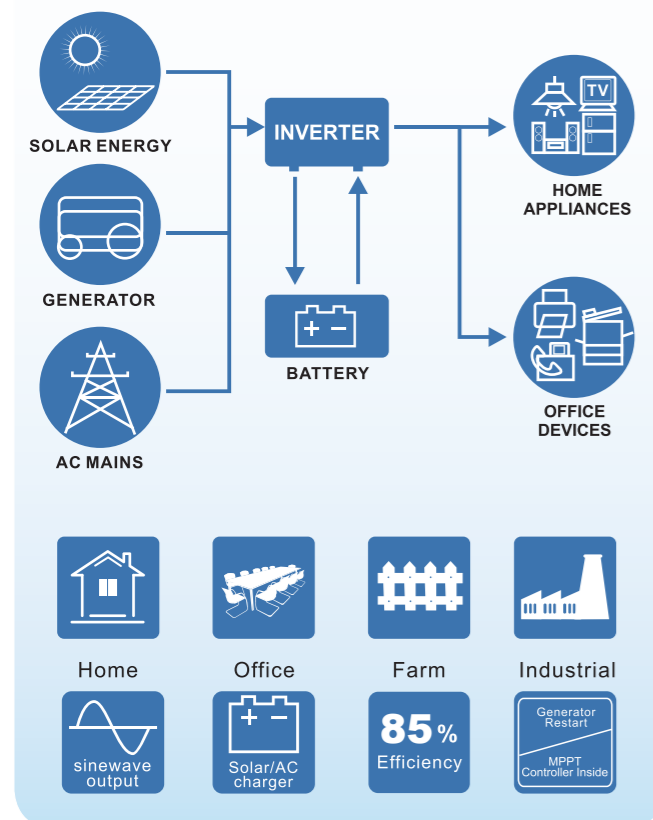 SOLAR ENERGY
INVERTER
TV
HOME
APPLIANCES
GENERATOR
+ −
BATTERY
OFFICE
DEVICES
AC MAINS
Home
Office
Farm
Industrial
sinewave
output
+ −
Solar/AC
charger
85%
Efficiency
Generator
Restart
MPPT
Controller Inside